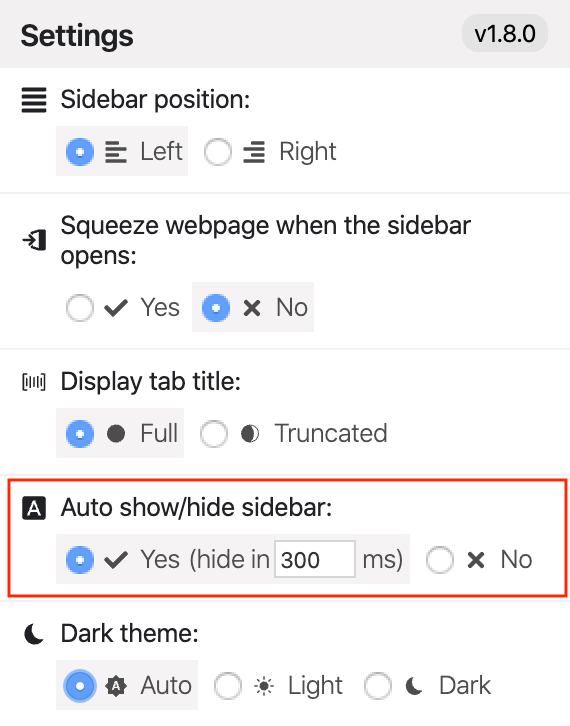 Settings v1.8.0
Sidebar position:
Left Right
Squeeze webpage when the sidebar
opens:
Yes No
Display tab title:
Full Truncated
A Auto show/hide sidebar:
Yes (hide in 300 ms) No
Dark theme:
A Auto Light Dark